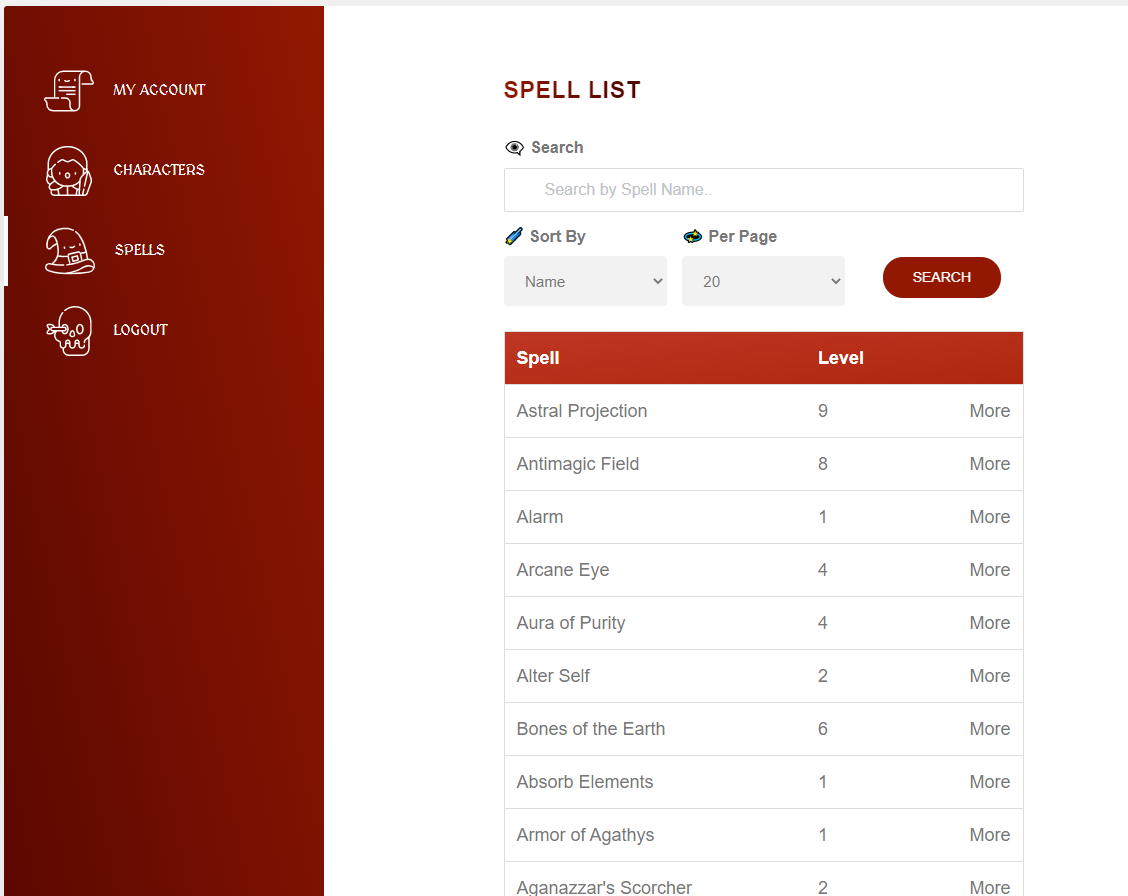 MY ACCOUNT
CHARACTERS
SPELLS
LOGOUT
SPELL LIST
Search
Search by Spell Name..
Sort By Per Page
Name 20 SEARCH
Spell Level
Astral Projection 9 More
Antimagic Field 8 More
Alarm 1 More
Arcane Eye 4 More
Aura of Purity 4 More
Alter Self 2 More
Bones of the Earth 6 More
Absorb Elements 1 More
Armor of Agathys 1 More
Aganazzar's Scorcher 2 More